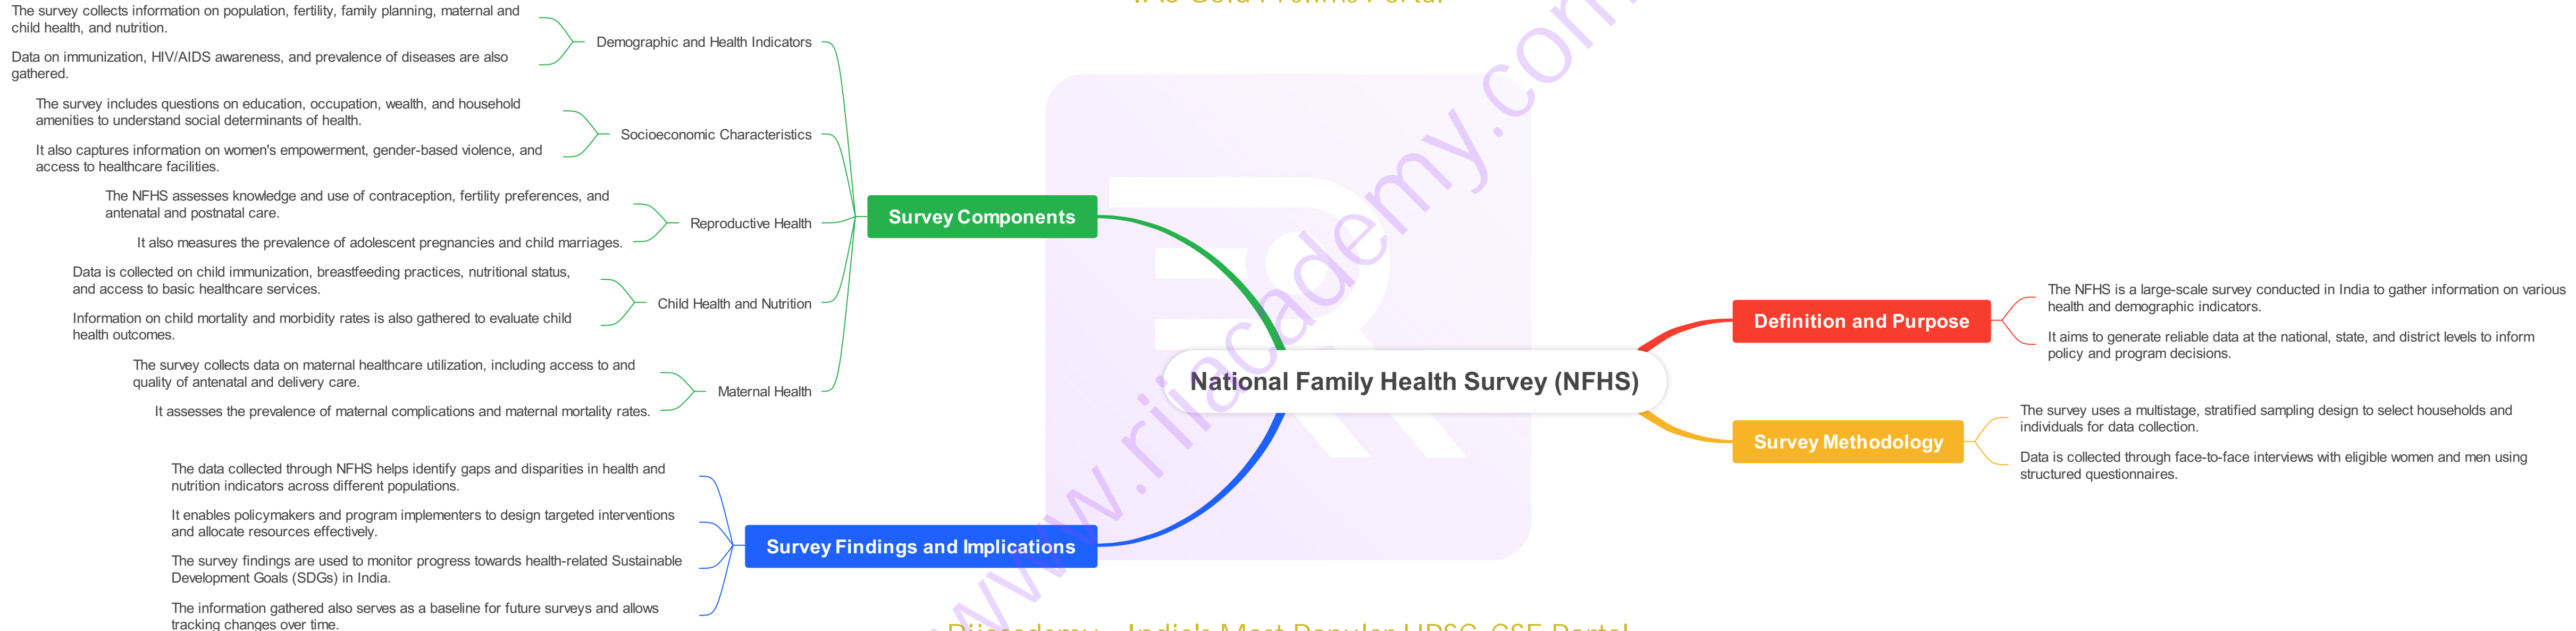 The survey collects information on population, fertility, family planning, maternal and
child health, and nutrition.
Data on immunization, HIV/AIDS awareness, and prevalence of diseases are also
gathered.
Demographic and Health Indicators
The survey includes questions on education, occupation, wealth, and household
amenities to understand social determinants of health.
It also captures information on women's empowerment, gender-based violence, and
access to healthcare facilities.
Socioeconomic Characteristics
The NFHS assesses knowledge and use of contraception, fertility preferences, and
antenatal and postnatal care.
It also measures the prevalence of adolescent pregnancies and child marriages.
Reproductive Health
Data is collected on child immunization, breastfeeding practices, nutritional status,
and access to basic healthcare services.
Information on child mortality and morbidity rates is also gathered to evaluate child
health outcomes.
Child Health and Nutrition
The survey collects data on maternal healthcare utilization, including access to and
quality of antenatal and delivery care.
It assesses the prevalence of maternal complications and maternal mortality rates.
Maternal Health
Survey Components
The data collected through NFHS helps identify gaps and disparities in health and
nutrition indicators across different populations.
It enables policymakers and program implementers to design targeted interventions
and allocate resources effectively.
The survey findings are used to monitor progress towards health-related Sustainable
Development Goals (SDGs) in India.
The information gathered also serves as a baseline for future surveys and allows
tracking changes over time.
Survey Findings and Implications
National Family Health Survey (NFHS)
Definition and Purpose
The NFHS is a large-scale survey conducted in India to gather information on various
health and demographic indicators.
It aims to generate reliable data at the national, state, and district levels to inform
policy and program decisions.
Survey Methodology
The survey uses a multistage, stratified sampling design to select households and
individuals for data collection.
Data is collected through face-to-face interviews with eligible women and men using
structured questionnaires.
www.rijiacademy.com
India's Most Popular UPSC CSE Portal